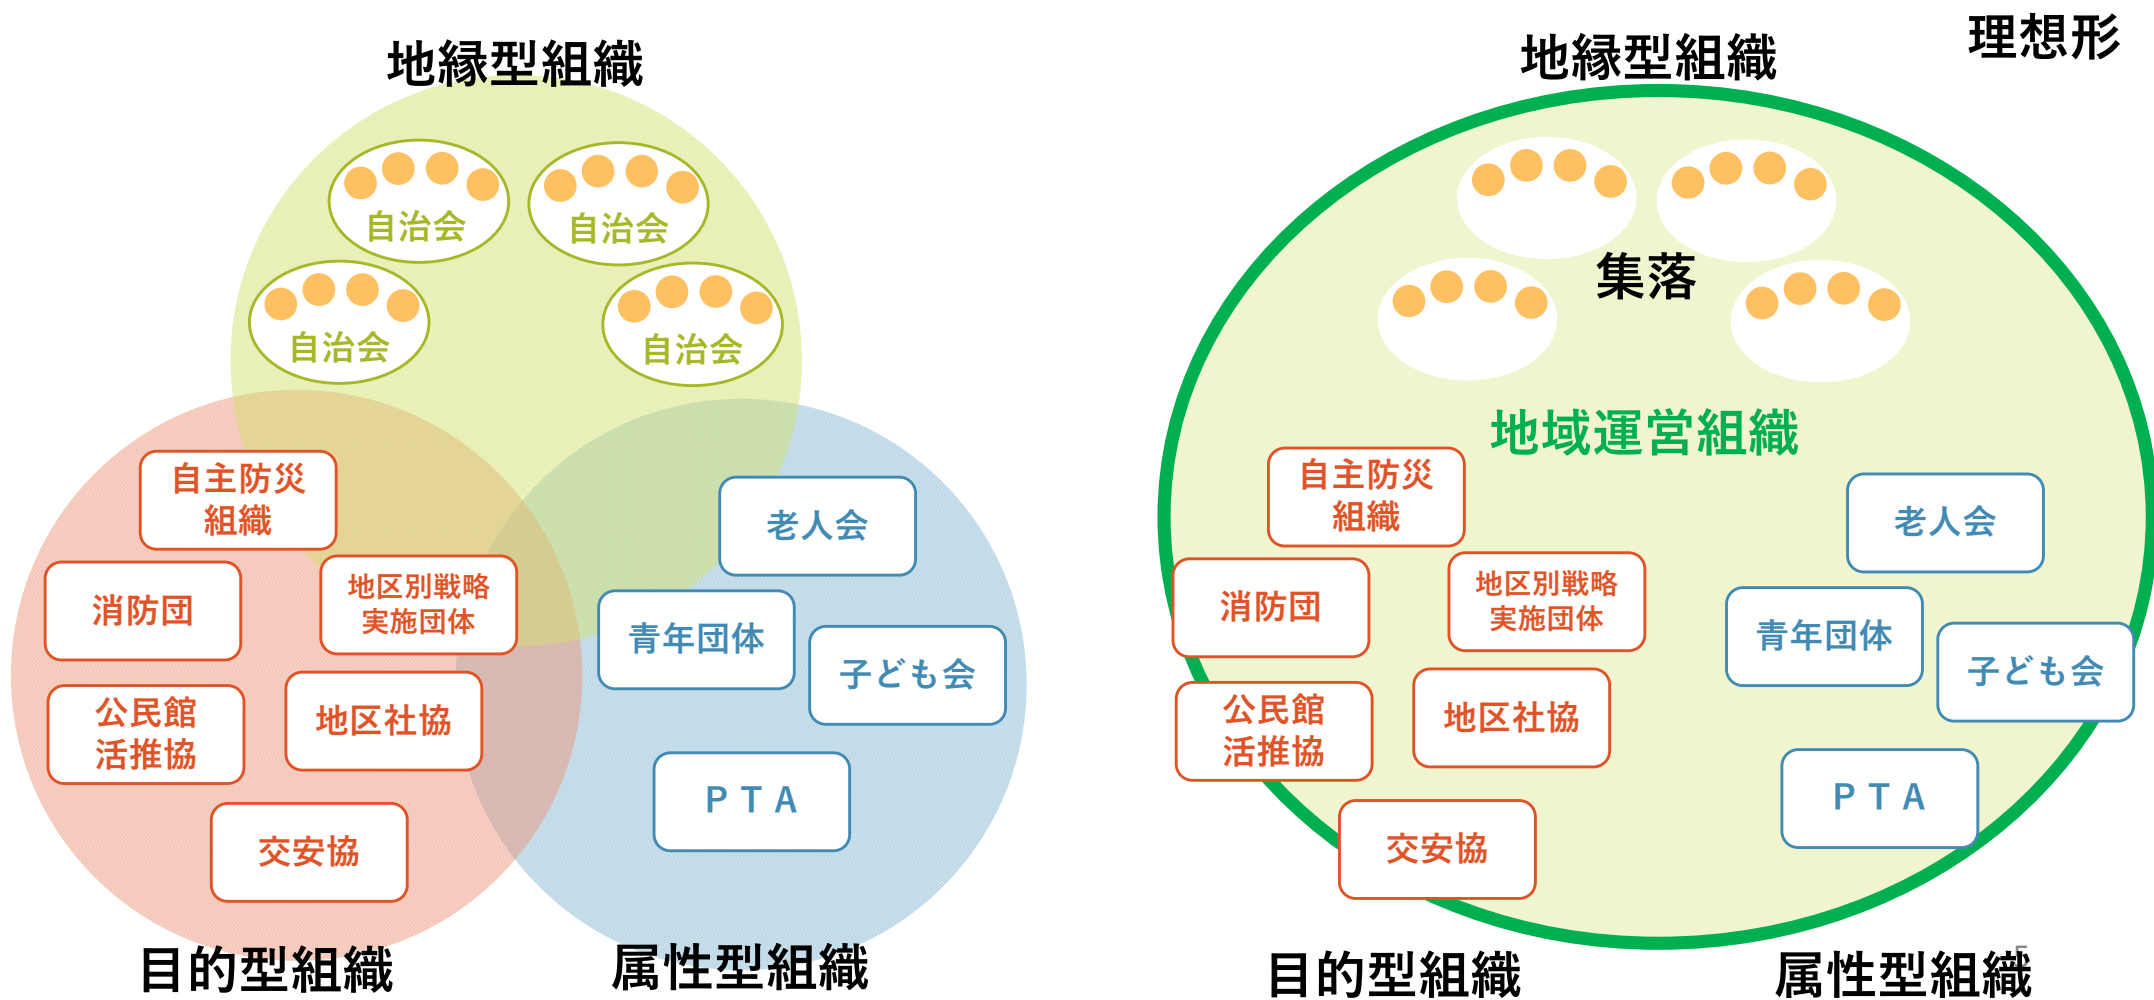 地縁型組織
自治会
自治会
自治会
自治会
自主防災
組織
消防団
地区別戦略
実施団体
公民館
活推協
地区社協
交安協
老人会
青年団体
子ども会
ＰＴＡ
目的型組織
属性型組織
理想形
地縁型組織
集落
地域運営組織
自主防災
組織
消防団
地区別戦略
実施団体
公民館
活推協
地区社協
交安協
老人会
青年団体
子ども会
ＰＴＡ
目的型組織
属性型組織